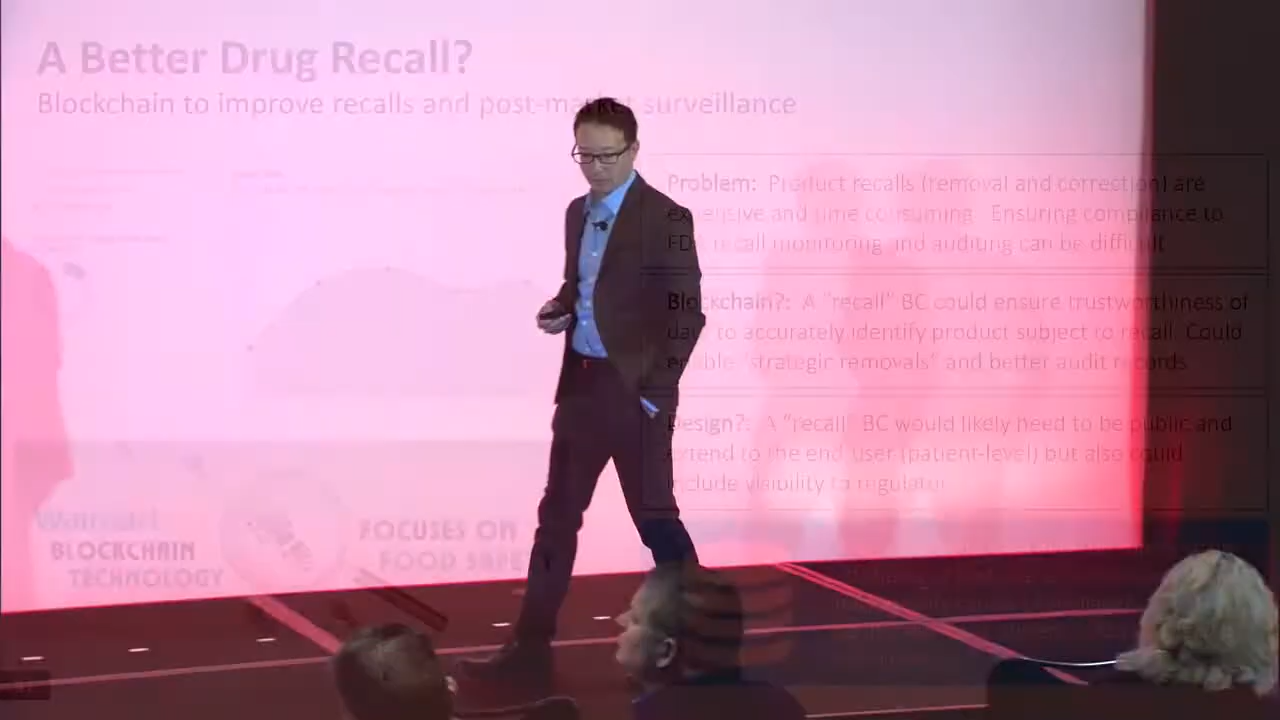 A Better Drug Recall?
Blockchain to improve recalls and post-market surveillance
Problem: Product recalls (removal and correction) are
expensive and time consuming. Ensuring compliance to
FDA recall monitoring and auditing can be difficult
Blockchain?: A "recall" BC could ensure trustworthiness of
data to accurately identify product subject to recall. Could
enable "strategic removals" and better audit records
Design?: A "recall" BC would likely need to be public and
extend to the end user (patient-level) but also could
include visibility to regulator
Walmart
BLOCKCHAIN
TECHNOLOGY
FOCUSES ON
FOOD SAFE